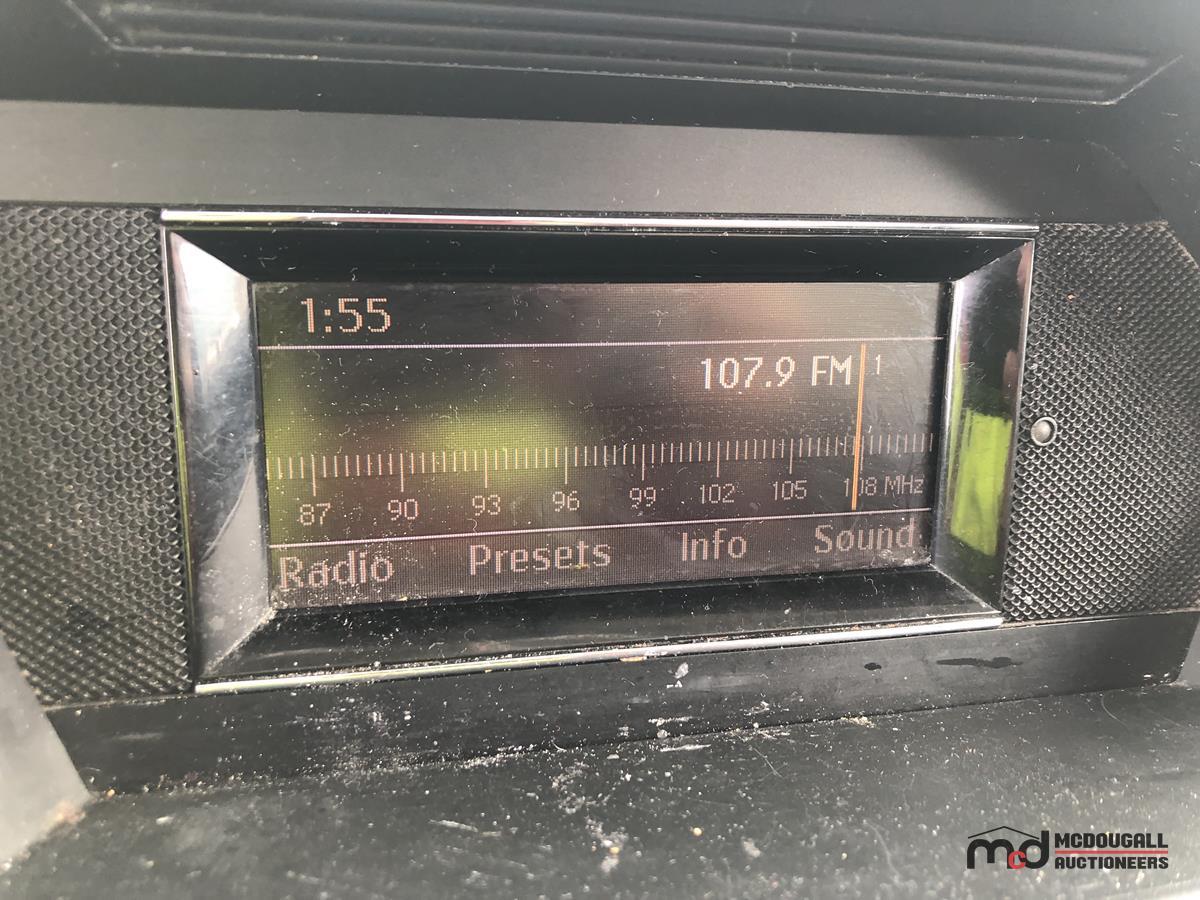 1:55
107.9 FM 1
87 90 93 96 99 102 105 108 MHz
Radio Presets Info Sound
mcd MCDOUGALL
AUCTIONEERS